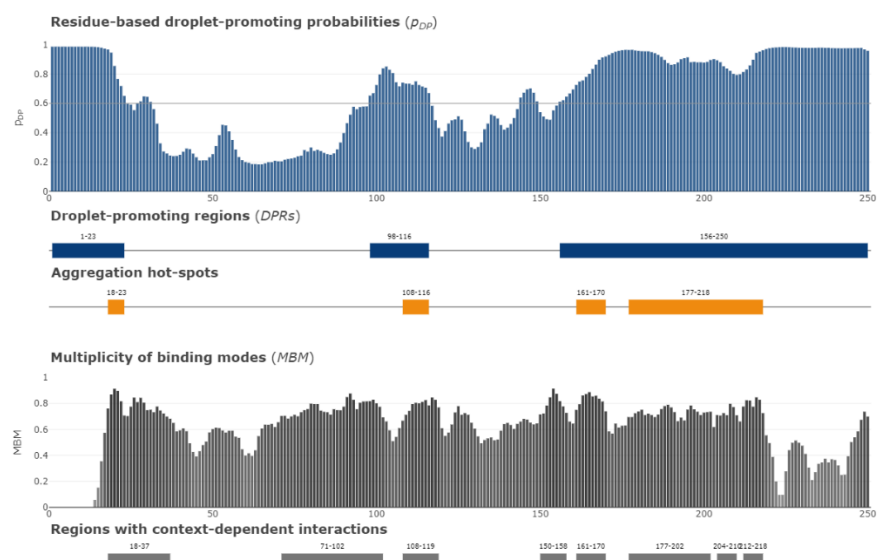 Residue-based droplet-promoting probabilities (pDP)
1
0.8
0.6
0.4
0.2
0
pDP
0 50 100 150 200 250
Droplet-promoting regions (DPRs)
1-23 98-116 156-250
Aggregation hot-spots
18-23 108-116 161-170 177-218
Multiplicity of binding modes (MBM)
1
0.8
0.6
0.4
0.2
0
MBM
0 50 100 150 200 250
Regions with context-dependent interactions
18-37 71-102 108-119 150-158 161-170 177-202 204-210 212-218